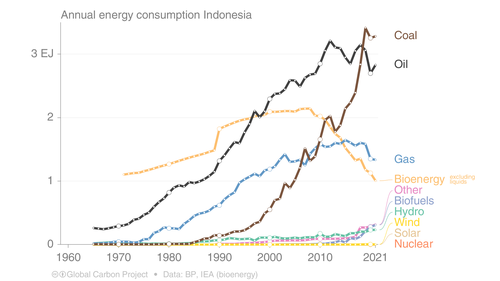 Annual energy consumption Indonesia
Coal
3 EJ
Oil
2
Gas
1
Bioenergy excluding liquids
Other
Biofuels
Hydro
Wind
Solar
0
Nuclear
1960 1970 1980 1990 2000 2010 2021
Global Carbon Project • Data: BP, IEA (bioenergy)